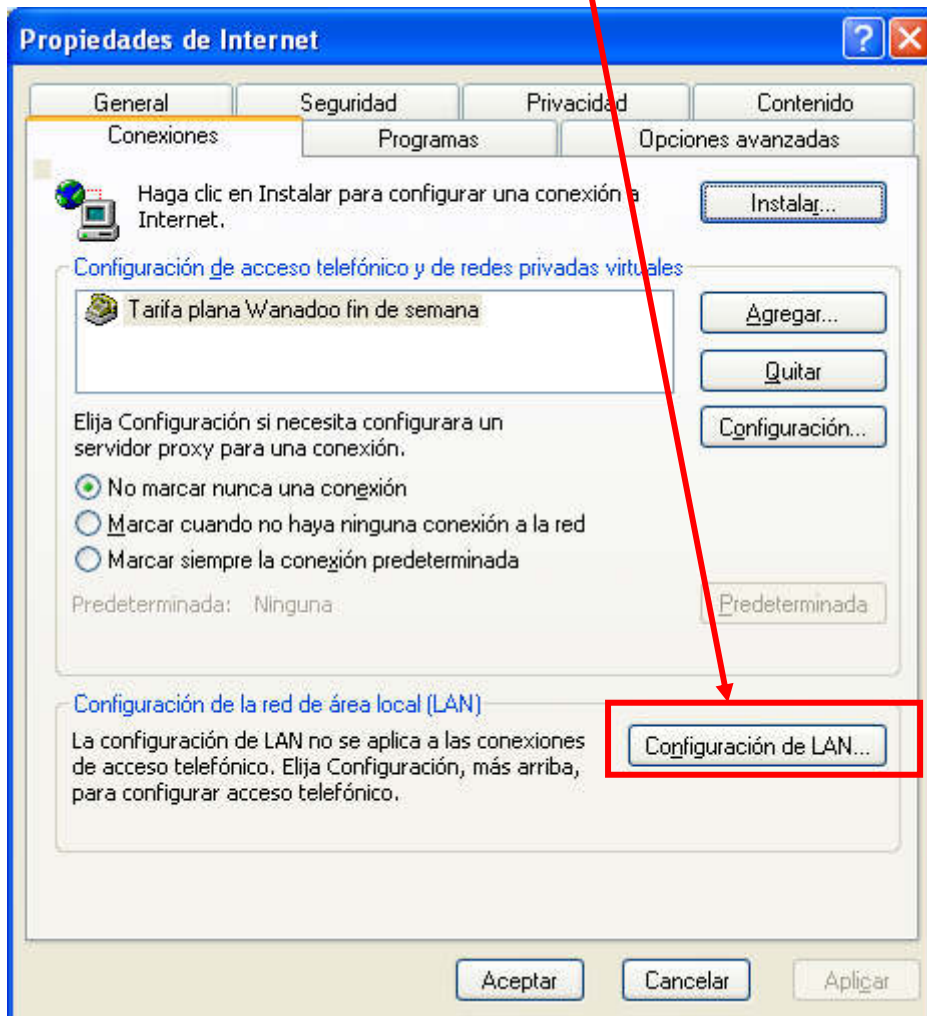 Propiedades de Internet
General Seguridad Privacidad Contenido
Conexiones Programas Opciones avanzadas
Haga clic en Instalar para configurar una conexión a
Internet.
Instalar...
Configuración de acceso telefónico y de redes privadas virtuales
Tarifa plana Wanadoo fin de semana
Agregar...
Quitar
Elija Configuración si necesita configurara un
servidor proxy para una conexión.
Configuración...
No marcar nunca una conexión
Marcar cuando no haya ninguna conexión a la red
Marcar siempre la conexión predeterminada
Predeterminada: Ninguna
Predeterminada
Configuración de la red de área local (LAN)
La configuración de LAN no se aplica a las conexiones
de acceso telefónico. Elija Configuración, más arriba,
para configurar acceso telefónico.
Configuración de LAN...
Aceptar Cancelar Aplicar